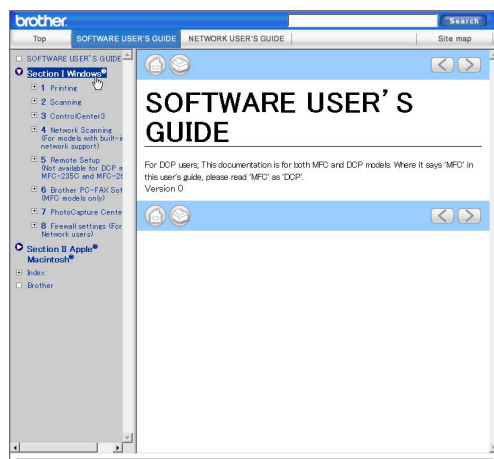 brother.
Search
Top
SOFTWARE USER'S GUIDE
NETWORK USER'S GUIDE
Site map
SOFTWARE USER'S GUIDE
Section I Windows®
1 Printing
2 Scanning
3 ControlCenter3
4 Network Scanning
(For models with built-i
network support)
5 Remote Setup
(Not available for DCP m
MFC-235C and MFC-26
6 Brother PC-FAX Sof
(MFC models only)
7 PhotoCapture Cente
8 Firewall settings (For
Network users)
Section II Apple®
Macintosh®
Index
Brother
SOFTWARE USER'S
GUIDE
For DCP users; This documentation is for both MFC and DCP models. Where it says 'MFC' in
this user's guide, please read 'MFC' as 'DCP'.
Version 0